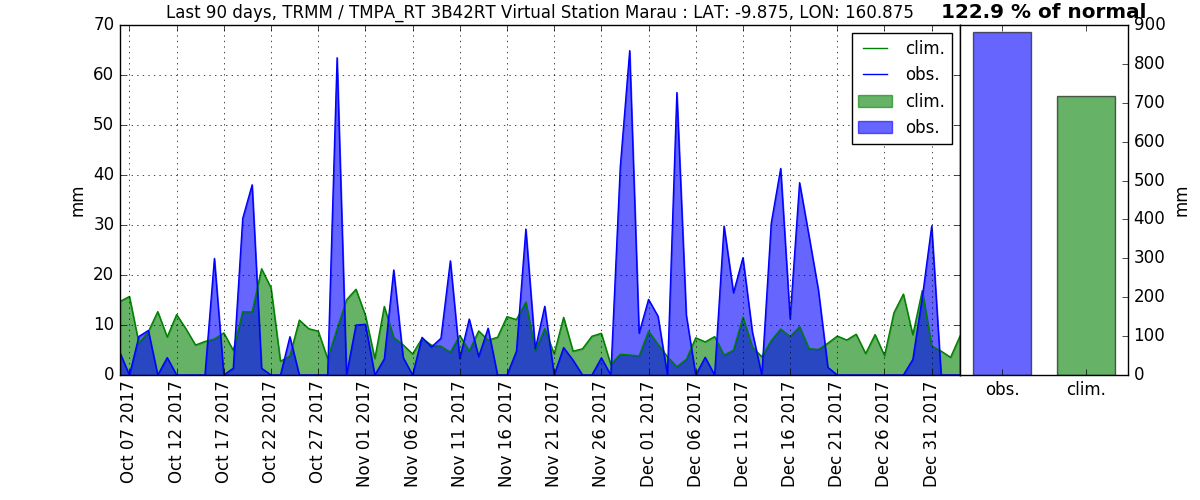 Last 90 days, TRMM / TMPA_RT 3B42RT Virtual Station Marau : LAT: -9.875, LON: 160.875
122.9 % of normal
clim.
obs.
clim.
obs.
70
60
50
40
30
20
10
0
mm
900
800
700
600
500
400
300
200
100
0
mm
obs.
clim.
Oct 07 2017
Oct 12 2017
Oct 17 2017
Oct 22 2017
Oct 27 2017
Nov 01 2017
Nov 06 2017
Nov 11 2017
Nov 16 2017
Nov 21 2017
Nov 26 2017
Dec 01 2017
Dec 06 2017
Dec 11 2017
Dec 16 2017
Dec 21 2017
Dec 26 2017
Dec 31 2017